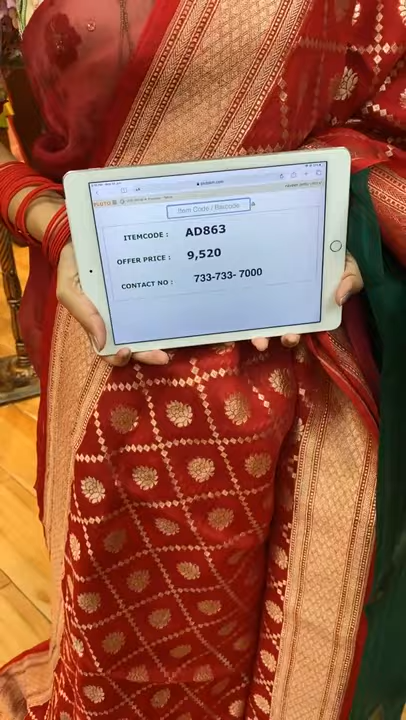 Item Code / Barcode
ITEMCODE : AD863
OFFER PRICE : 9,520
CONTACT NO : 733-733- 7000